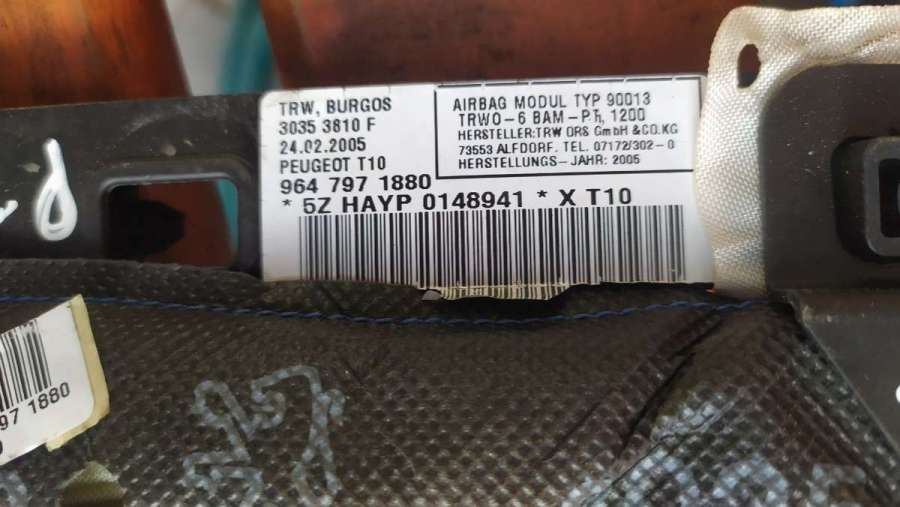 TRW, BURGOS
3035 3810 F
24.02.2005
PEUGEOT T10
964 797 1880
* 5Z HAYP 0148941 * X T10
AIRBAG MODUL TYP 90013
TRWO-6 BAM-P.Th, 1200
HERSTELLER:TRW ORS GmbH &CO.KG
73553 ALFDORF. TEL. 07172/302-0
HERSTELLUNGS-JAHR: 2005
97 1880